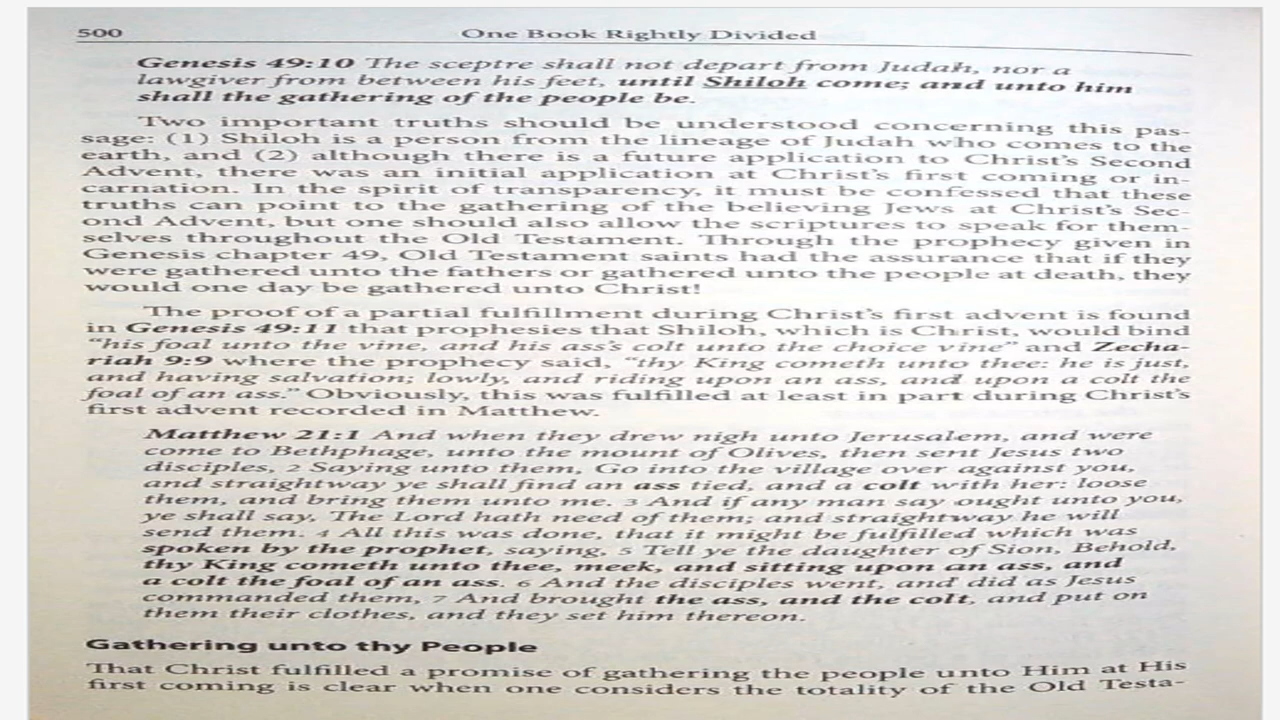 500 One Book Rightly Divided
Genesis 49:10 The sceptre shall not depart from Judah, nor a
lawgiver from between his feet, until Shiloh come; and unto him
shall the gathering of the people be.
Two important truths should be understood concerning this pas-
sage: (1) Shiloh is a person from the lineage of Judah who comes to the
earth, and (2) although there is a future application to Christ's Second
Advent, there was an initial application at Christ's first coming or in-
carnation. In the spirit of transparency, it must be confessed that these
truths can point to the gathering of the believing Jews at Christ's Sec-
ond Advent, but one should also allow the scriptures to speak for them-
selves throughout the Old Testament. Through the prophecy given in
Genesis chapter 49, Old Testament saints had the assurance that if they
were gathered unto the fathers or gathered unto the people at death, they
would one day be gathered unto Christ!
The proof of a partial fulfillment during Christ's first advent is found
in Genesis 49:11 that prophesies that Shiloh, which is Christ, would bind
"his foal unto the vine, and his ass's colt unto the choice vine" and Zecha-
riah 9:9 where the prophecy said, "thy King cometh unto thee: he is just,
and having salvation; lowly, and riding upon an ass, and upon a colt the
foal of an ass." Obviously, this was fulfilled at least in part during Christ's
first advent recorded in Matthew.
Matthew 21:1 And when they drew nigh unto Jerusalem, and were
come to Bethphage, unto the mount of Olives, then sent Jesus two
disciples, 2 Saying unto them, Go into the village over against you,
and straightway ye shall find an ass tied, and a colt with her: loose
them, and bring them unto me. 3 And if any man say ought unto you,
ye shall say, The Lord hath need of them; and straightway he will
send them. 4 All this was done, that it might be fulfilled which was
spoken by the prophet, saying, 5 Tell ye the daughter of Sion, Behold,
thy King cometh unto thee, meek, and sitting upon an ass, and
a colt the foal of an ass. 6 And the disciples went, and did as Jesus
commanded them, 7 And brought the ass, and the colt, and put on
them their clothes, and they set him thereon.
Gathering unto thy People
That Christ fulfilled a promise of gathering the people unto Him at His
first coming is clear when one considers the totality of the Old Testa-